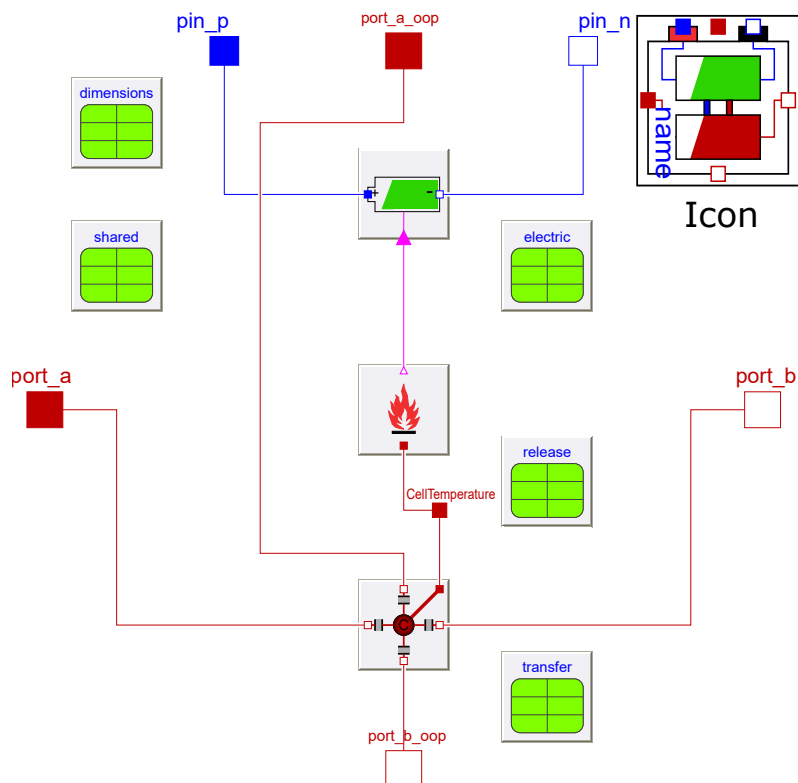 pin_p
port_a_oop
pin_n
name
Icon
dimensions
+
-
shared
electric
port_a
port_b
release
CellTemperature
C
transfer
port_b_oop